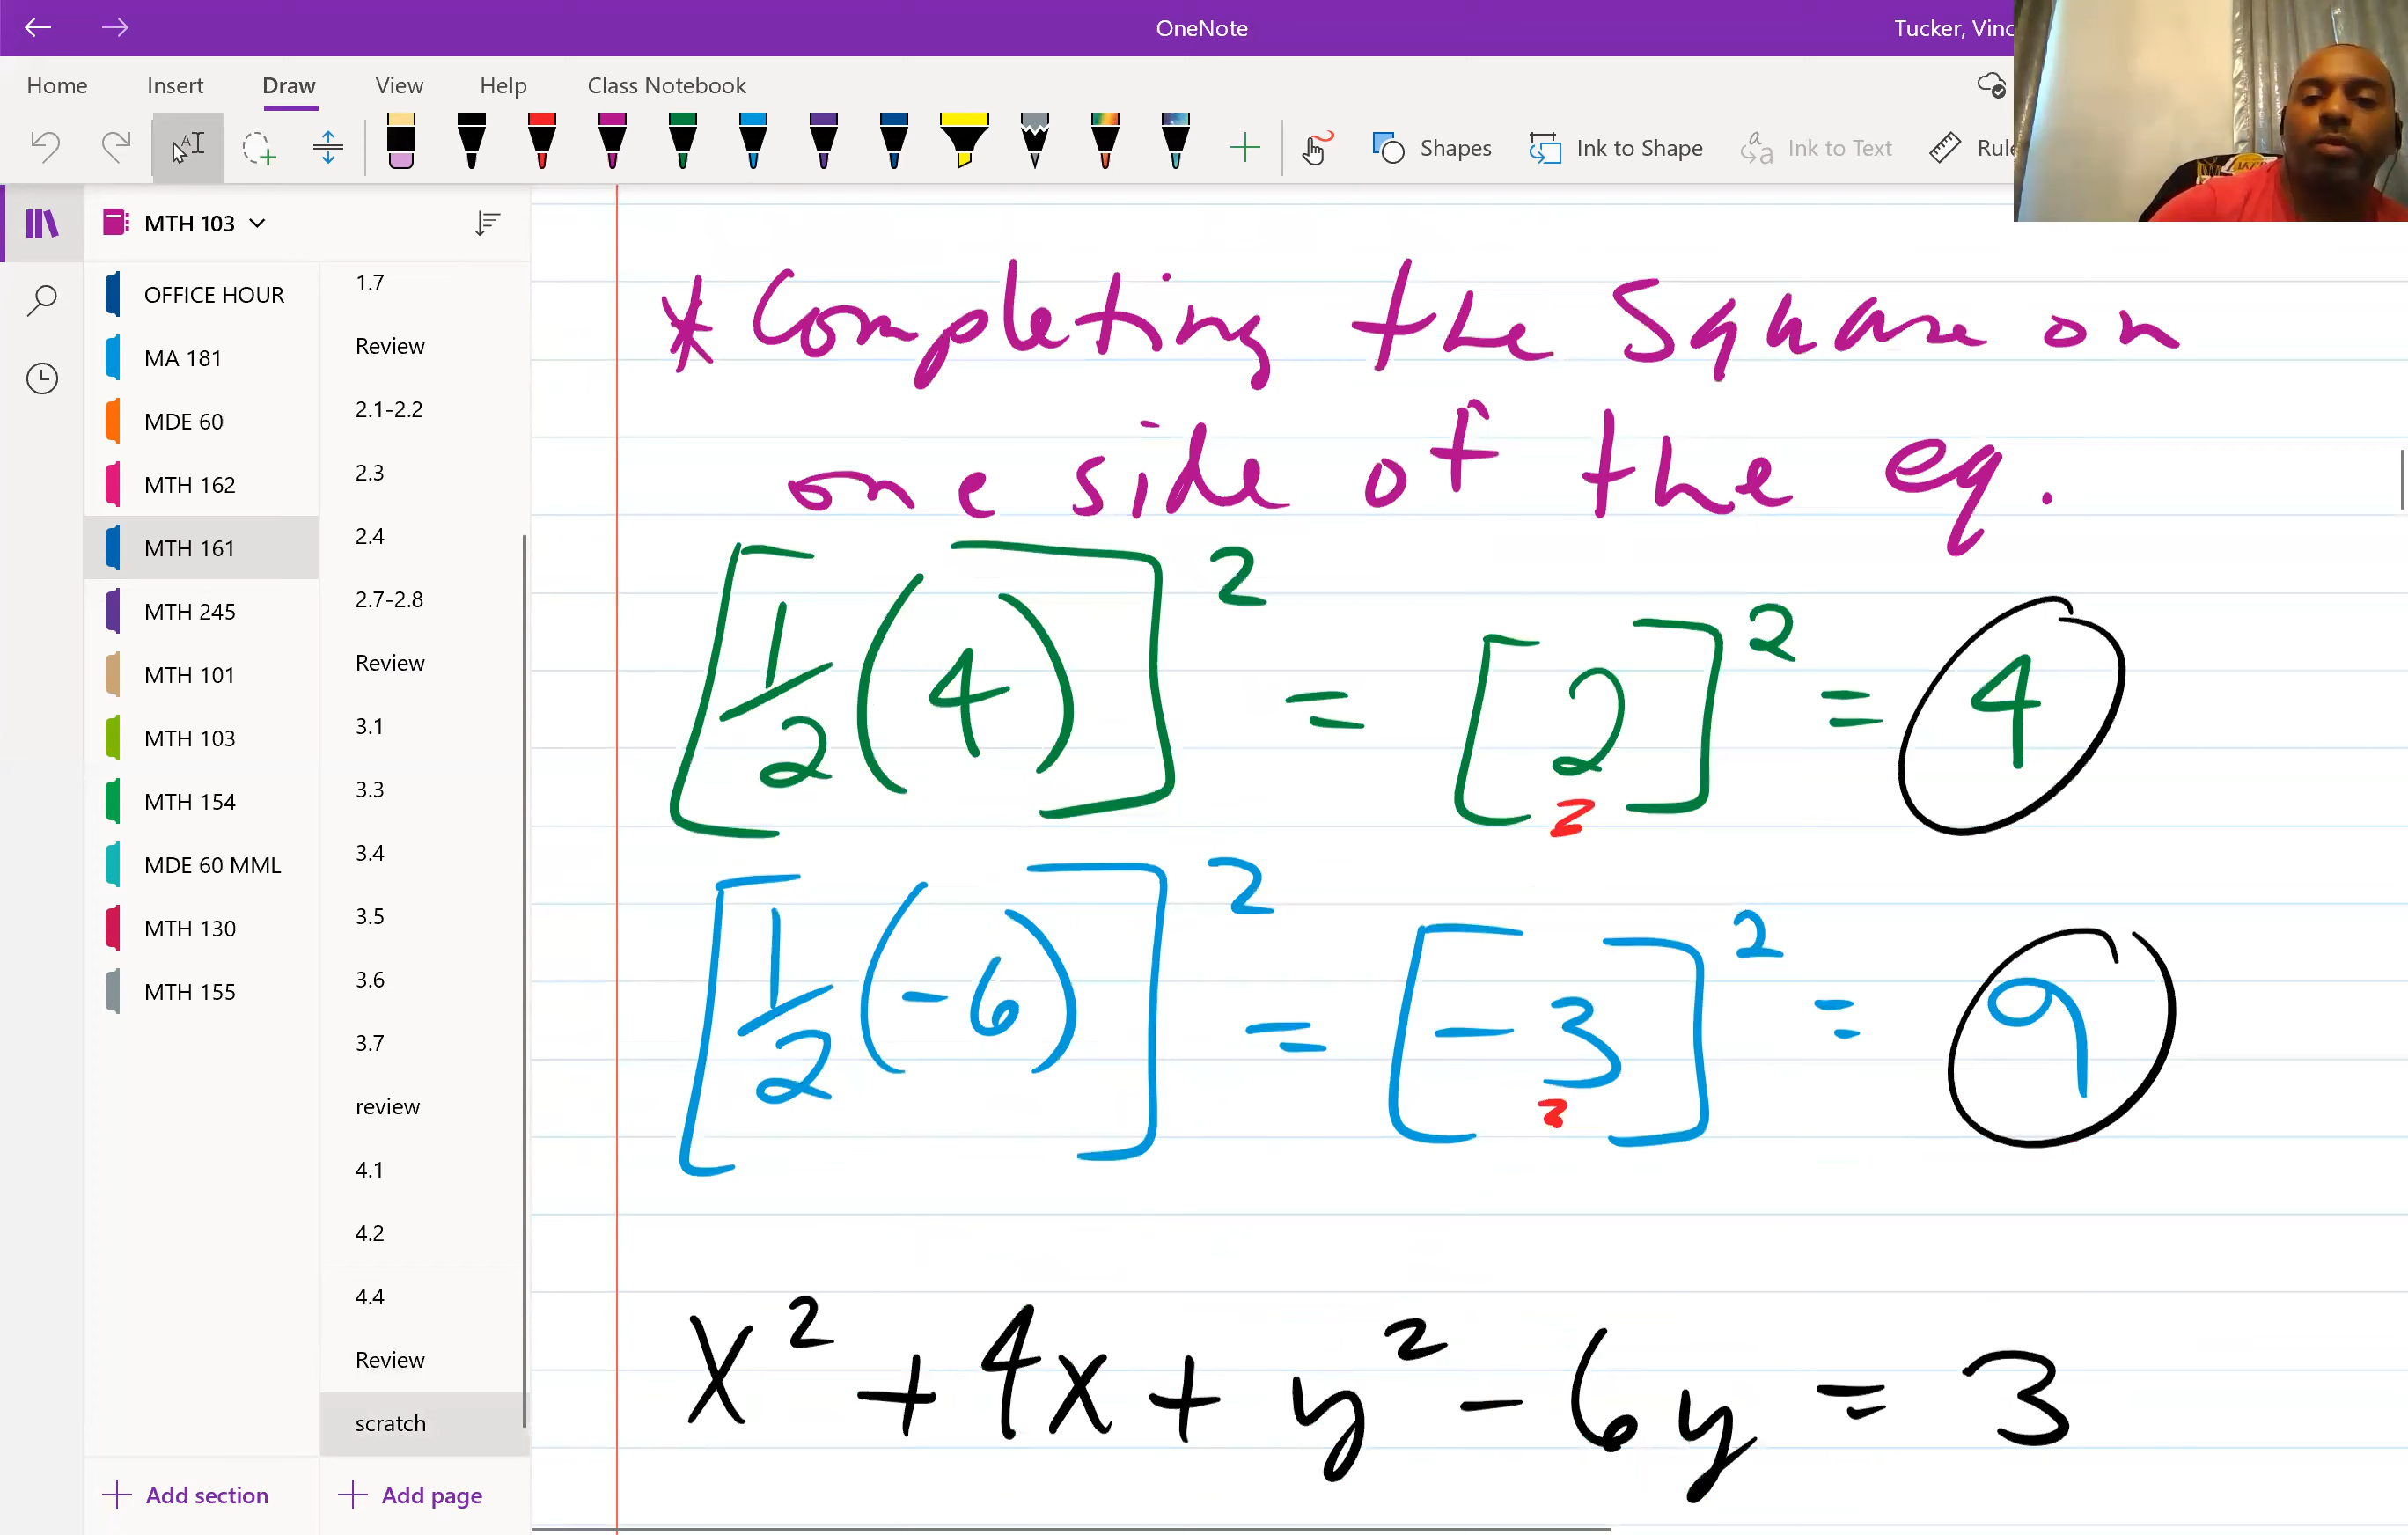 OneNote
Tucker, Vinc
Home Insert Draw View Help Class Notebook
Shapes Ink to Shape Ink to Text Rule
MTH 103
OFFICE HOUR
MA 181
MDE 60
MTH 162
MTH 161
MTH 245
MTH 101
MTH 103
MTH 154
MDE 60 MML
MTH 130
MTH 155
Add section
1.7
Review
2.1-2.2
2.3
2.4
2.7-2.8
Review
3.1
3.3
3.4
3.5
3.6
3.7
review
4.1
4.2
4.4
Review
scratch
Add page
* Completing the Square on
one side of the eq.
[1/2(4)]² = [2]² = 4
2
[1/2(-6)]² = [-3]² = 9
3
x² + 4x + y² - 6y = 3